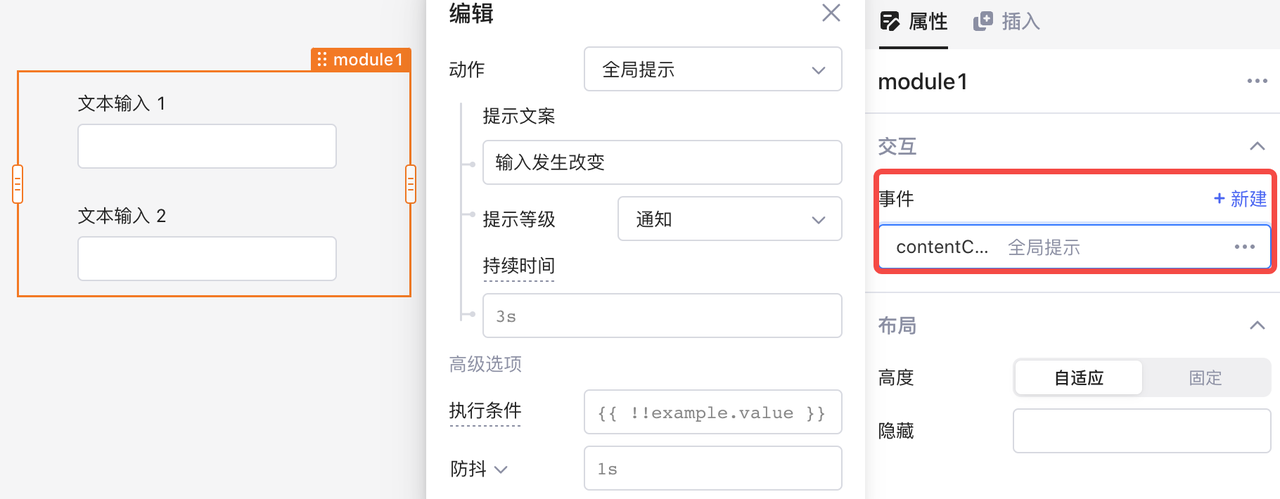 module1
文本输入 1
文本输入 2
编辑
动作
全局提示
提示文案
输入发生改变
提示等级
通知
持续时间
3s
高级选项
执行条件
{{ !!example.value }}
防抖
1s
属性
插入
module1
交互
事件
+ 新建
contentC... 全局提示
布局
高度
自适应
固定
隐藏